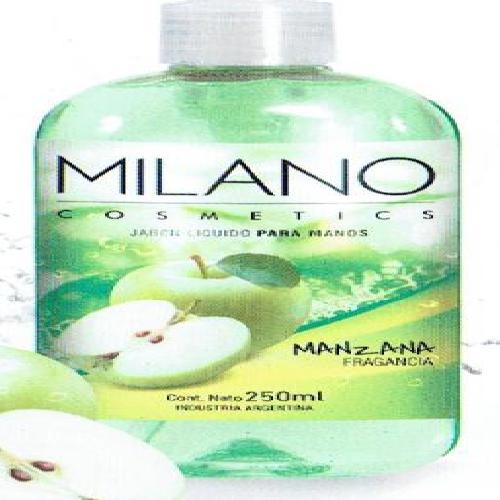 MILANO
COSMETICS
JABON LIQUIDO PARA MANOS
MANZANA
FRAGANCIA
Cont. Neto 250ml
INDUSTRIA ARGENTINA